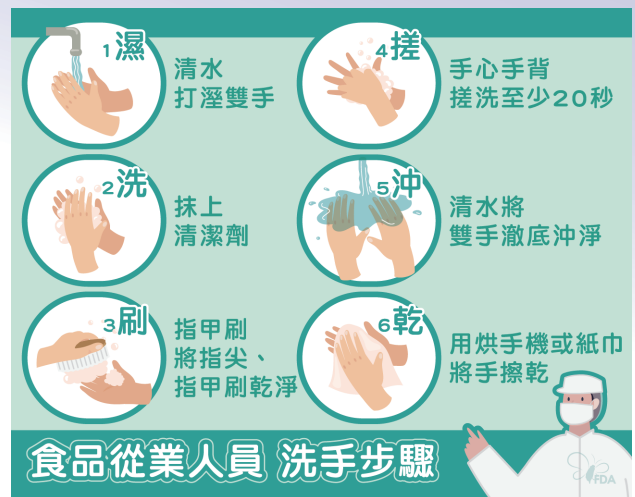 1濕
清水
打溼雙手
2洗
抹上
清潔劑
3刷
指甲刷
將指尖、
指甲刷乾淨
4搓
手心手背
搓洗至少20秒
5沖
清水將
雙手澈底沖淨
6乾
用烘手機或紙巾
將手擦乾
食品從業人員 洗手步驟
FDA